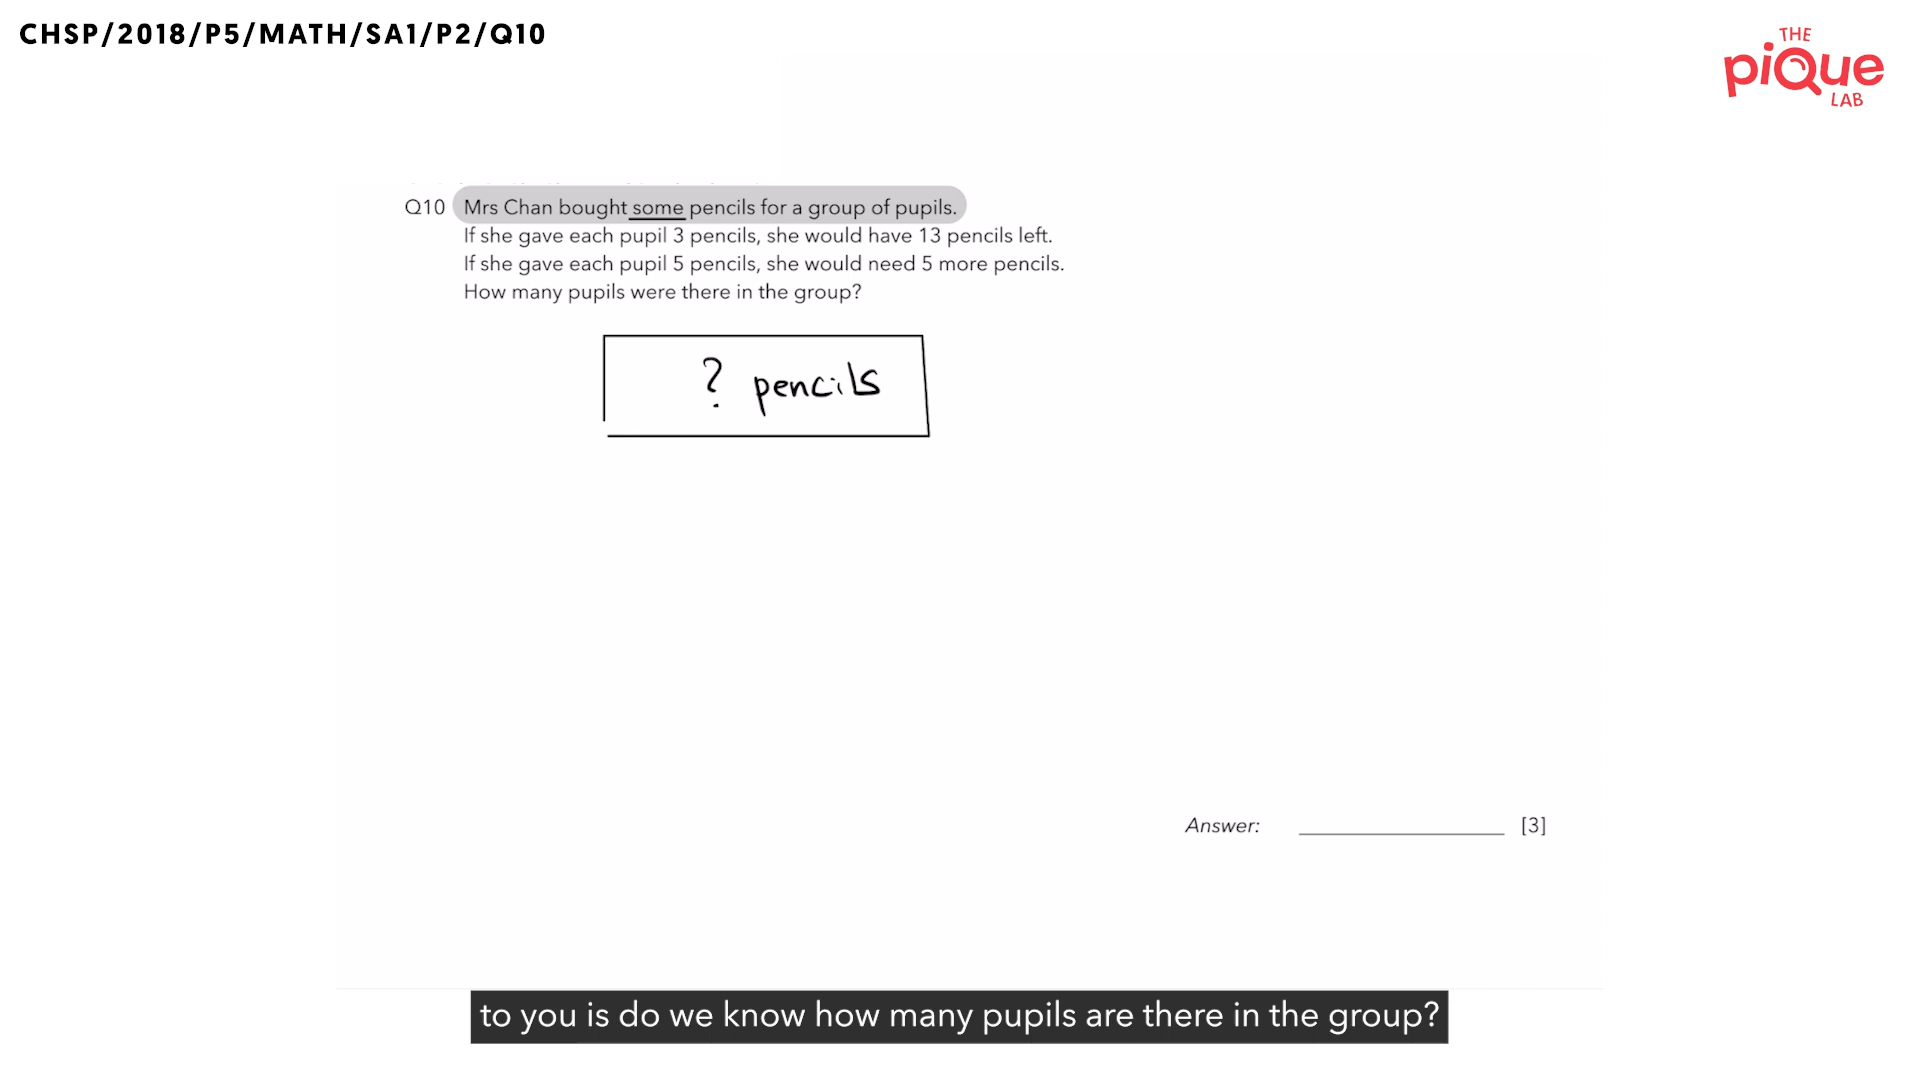 CHSP/2018/P5/MATH/SA1/P2/Q10
THE
piQue
LAB
Q10 Mrs Chan bought some pencils for a group of pupils.
If she gave each pupil 3 pencils, she would have 13 pencils left.
If she gave each pupil 5 pencils, she would need 5 more pencils.
How many pupils were there in the group?
? pencils
Answer: ____________________ [3]
to you is do we know how many pupils are there in the group?